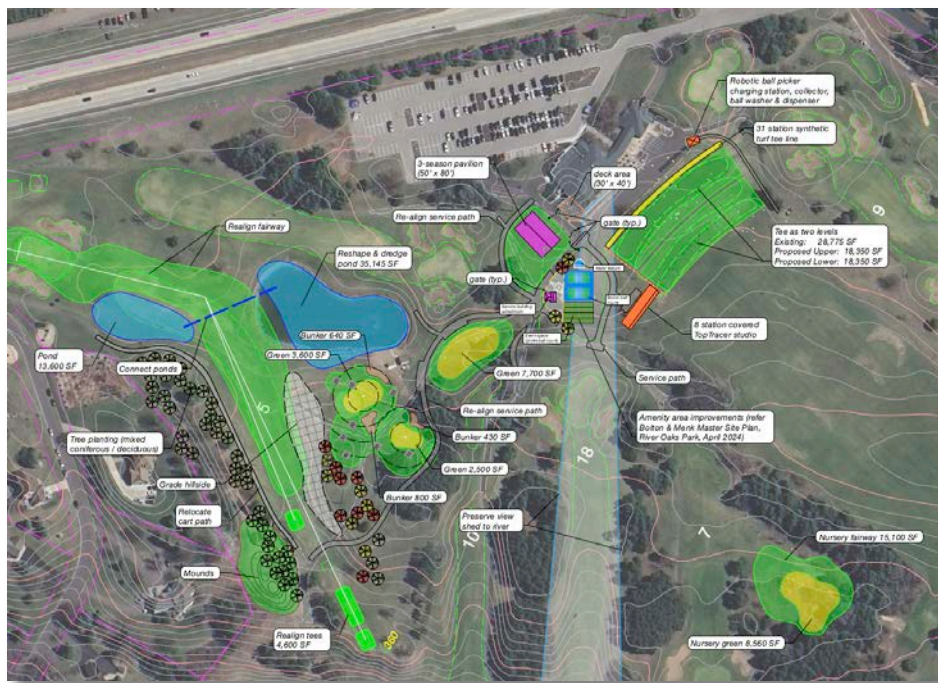 Robotic ball picker
charging station, collector,
ball washer & dispenser
31 station synthetic
turf tee line
3-season pavilion
(50' x 80')
deck area
(30' x 40')
Re-align service path
gate (typ.)
9
Realign fairway
Tee as two levels
Existing: 28,775 SF
Proposed Upper: 18,350 SF
Proposed Lower: 18,350 SF
Reshape & dredge
pond 35,145 SF
gate (typ.)
8 station covered
TopTracer studio
Bunker 640 SF
Green 3,600 SF
Pond
13,600 SF
Connect ponds
Green 7,700 SF
Service path
5
Re-align service path
Amenity area improvements (refer
Bolton & Menk Master Site Plan,
River Oaks Park, April 2024)
Bunker 430 SF
Tree planting (mixed
coniferous / deciduous)
Green 2,500 SF
18
Grade hillside
Bunker 800 SF
Relocate
cart path
Preserve view
shed to river
10
7
Nursery fairway 15,100 SF
Mounds
Realign tees
4,600 SF
380
Nursery green 8,560 SF